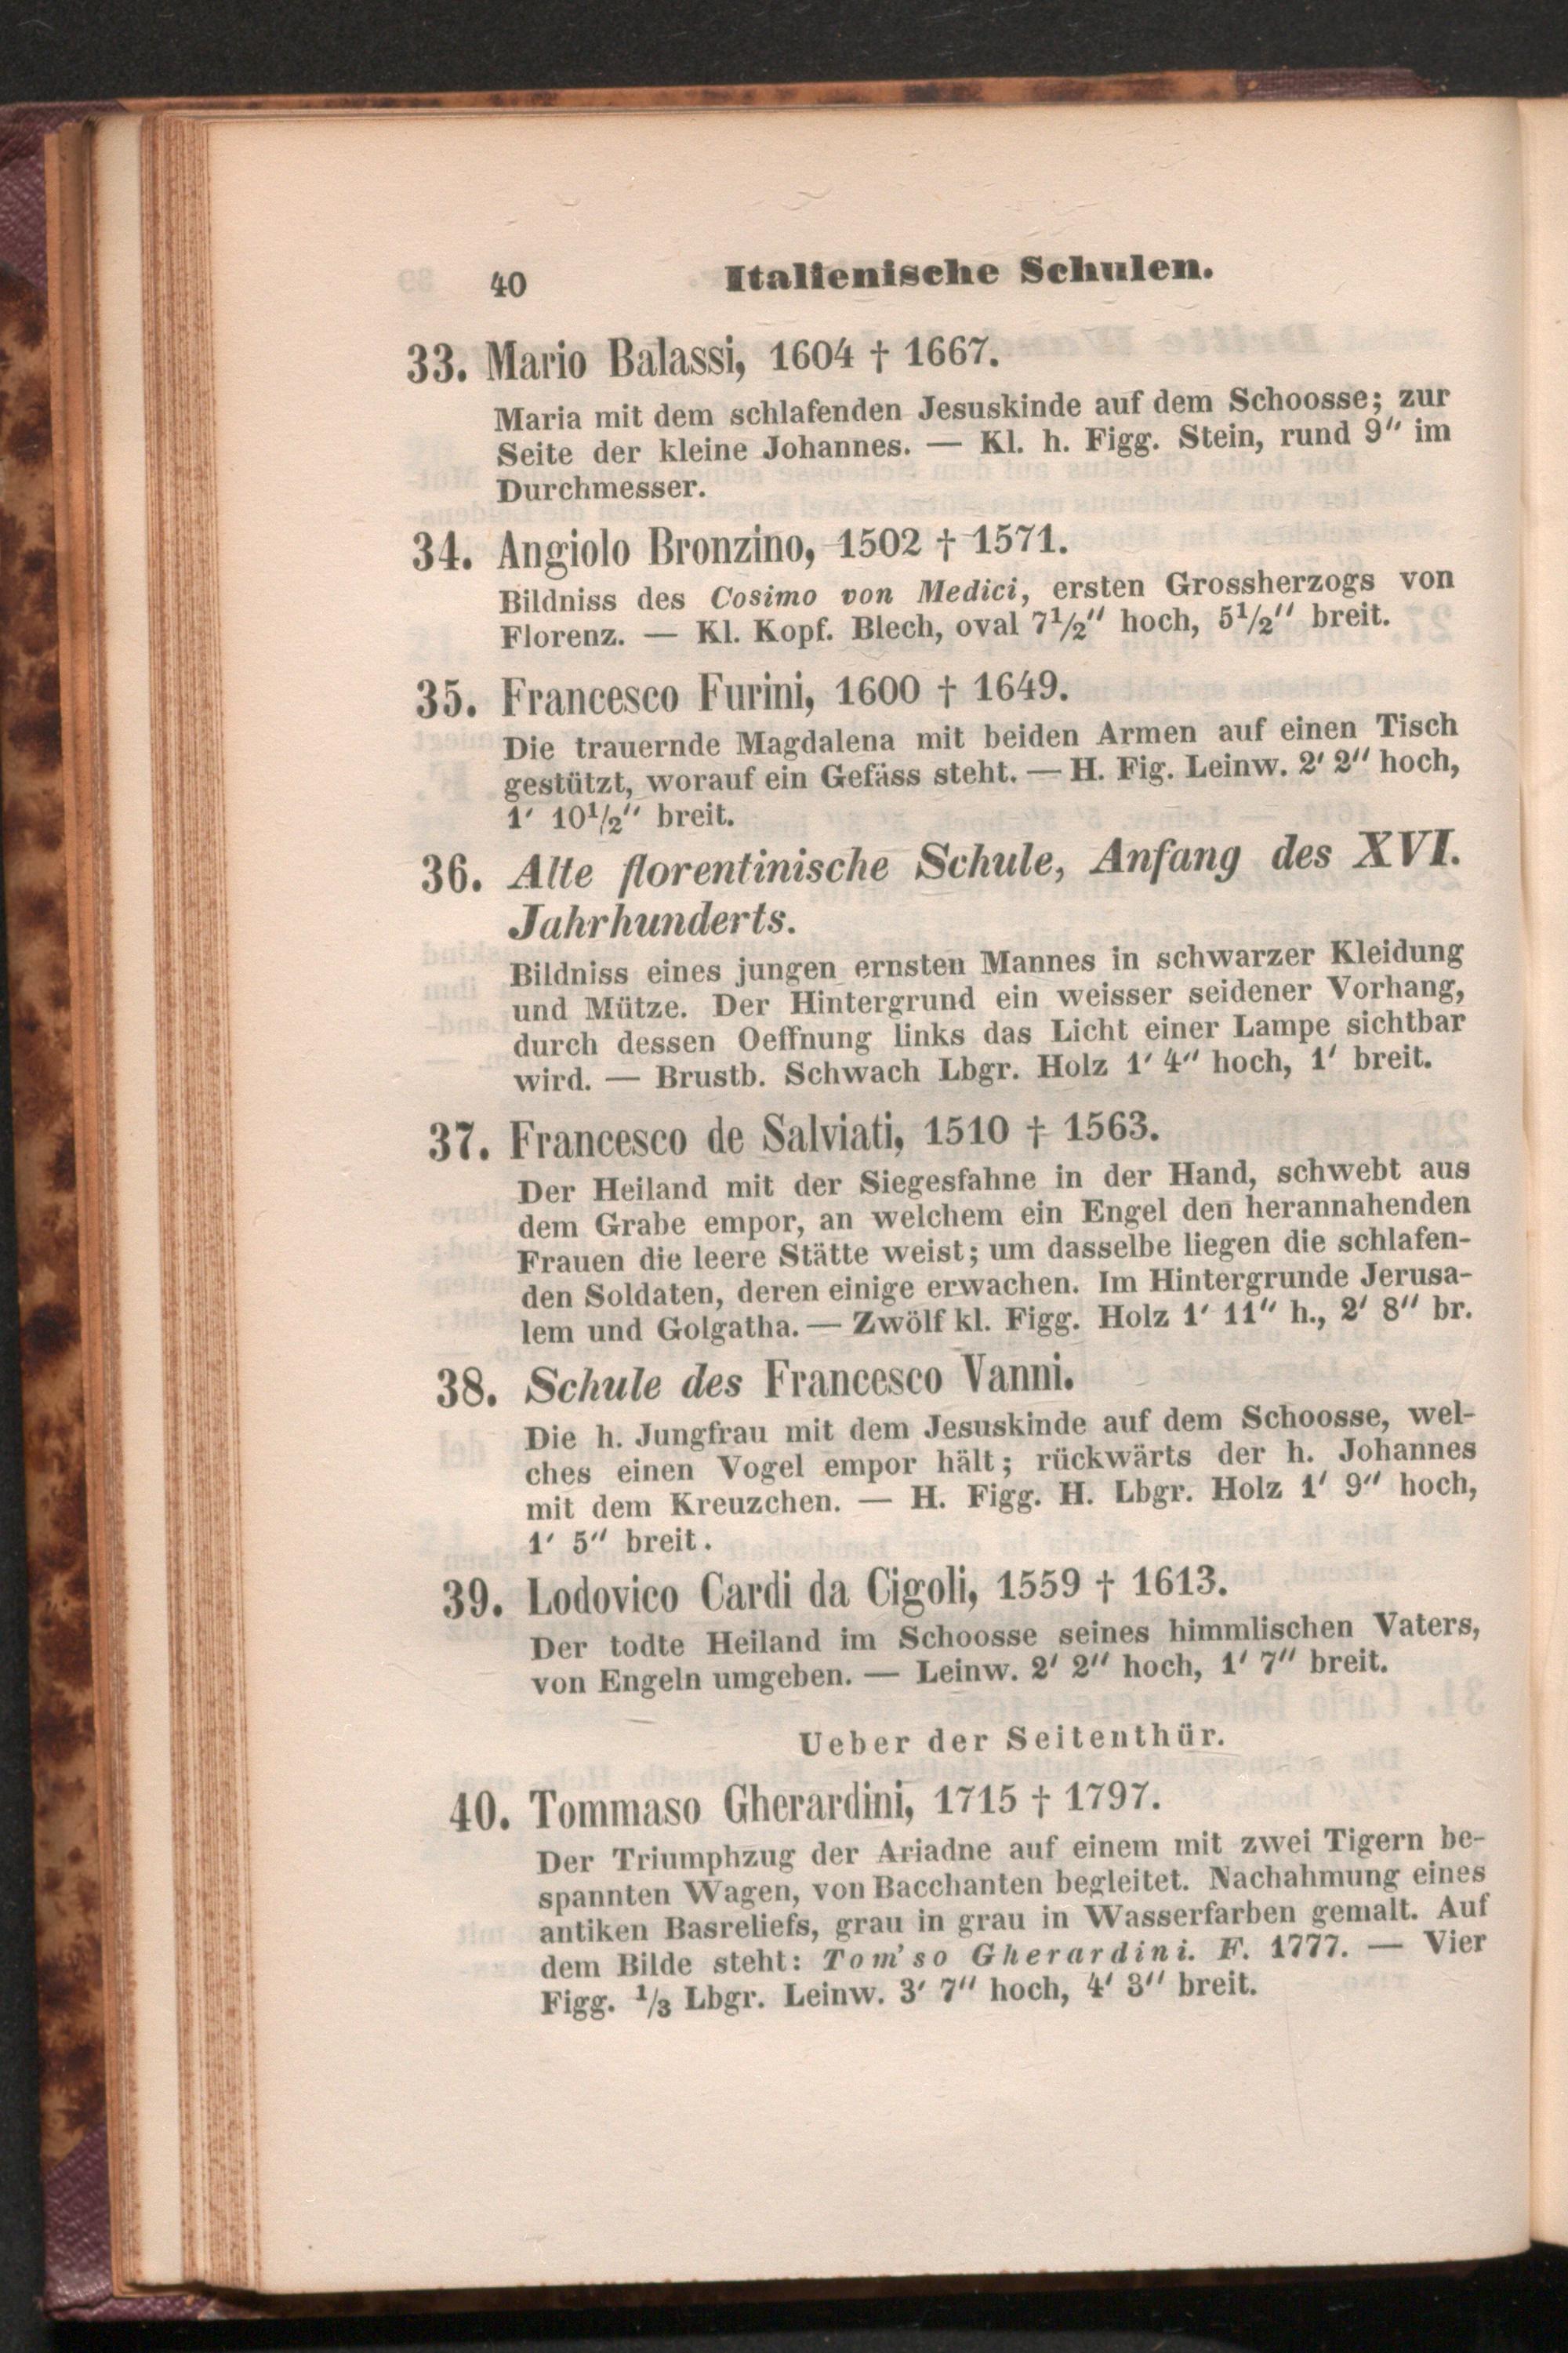 40 Italienische Schulen.
33. Mario Balassi, 1604 † 1667.
Maria mit dem schlafenden Jesuskinde auf dem Schoosse; zur
Seite der kleine Johannes. — Kl. h. Figg. Stein, rund 9" im
Durchmesser.
34. Angiolo Bronzino, 1502 † 1571.
Bildniss des Cosimo von Medici, ersten Grossherzogs von
Florenz. — Kl. Kopf. Blech, oval 7½" hoch, 5½" breit.
35. Francesco Furini, 1600 † 1649.
Die trauernde Magdalena mit beiden Armen auf einen Tisch
gestützt, worauf ein Gefäss steht. — H. Fig. Leinw. 2' 2" hoch,
1' 10½" breit.
36. Alte florentinische Schule, Anfang des XVI.
Jahrhunderts.
Bildniss eines jungen ernsten Mannes in schwarzer Kleidung
und Mütze. Der Hintergrund ein weisser seidener Vorhang,
durch dessen Oeffnung links das Licht einer Lampe sichtbar
wird. — Brustb. Schwach Lbgr. Holz 1' 4" hoch, 1' breit.
37. Francesco de Salviati, 1510 † 1563.
Der Heiland mit der Siegesfahne in der Hand, schwebt aus
dem Grabe empor, an welchem ein Engel den herannahenden
Frauen die leere Stätte weist; um dasselbe liegen die schlafen-
den Soldaten, deren einige erwachen. Im Hintergrunde Jerusa-
lem und Golgatha. — Zwölf kl. Figg. Holz 1' 11" h., 2' 8" br.
38. Schule des Francesco Vanni.
Die h. Jungfrau mit dem Jesuskinde auf dem Schoosse, wel-
ches einen Vogel empor hält; rückwärts der h. Johannes
mit dem Kreuzchen. — H. Figg. H. Lbgr. Holz 1' 9" hoch,
1' 5" breit.
39. Lodovico Cardi da Cigoli, 1559 † 1613.
Der todte Heiland im Schoosse seines himmlischen Vaters,
von Engeln umgeben. — Leinw. 2' 2" hoch, 1' 7" breit.
Ueber der Seitenthür.
40. Tommaso Gherardini, 1715 † 1797.
Der Triumphzug der Ariadne auf einem mit zwei Tigern be-
spannten Wagen, von Bacchanten begleitet. Nachahmung eines
antiken Basreliefs, grau in grau in Wasserfarben gemalt. Auf
dem Bilde steht: Tom'so Gherardini. F. 1777. — Vier
Figg. ⅓ Lbgr. Leinw. 3' 7" hoch, 4' 3" breit.